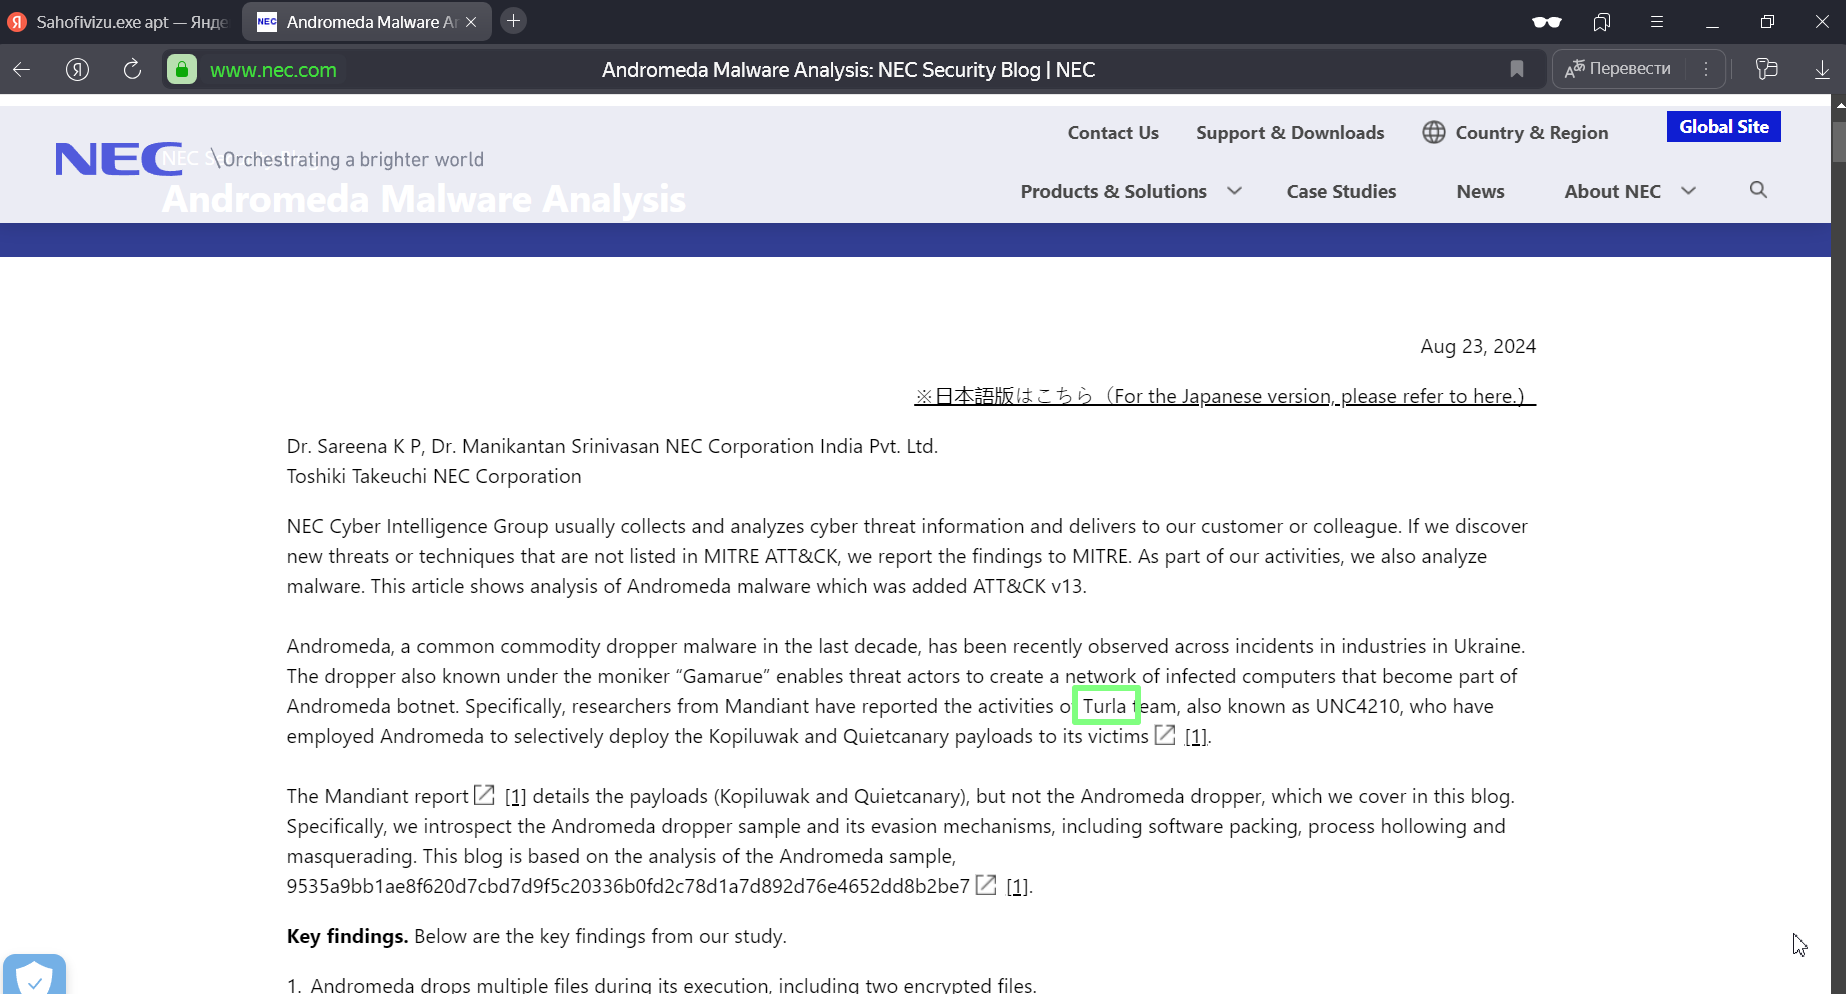 Sahofivizu.exe apt — Янде
Andromeda Malware Ar
www.nec.com
Andromeda Malware Analysis: NEC Security Blog | NEC
Перевести
Contact Us
Support & Downloads
Country & Region
Global Site
NEC
\Orchestrating a brighter world
Andromeda Malware Analysis
Products & Solutions
Case Studies
News
About NEC
Aug 23, 2024
※日本語版はこちら（For the Japanese version, please refer to here.）
Dr. Sareena K P, Dr. Manikantan Srinivasan NEC Corporation India Pvt. Ltd.
Toshiki Takeuchi NEC Corporation
NEC Cyber Intelligence Group usually collects and analyzes cyber threat information and delivers to our customer or colleague. If we discover
new threats or techniques that are not listed in MITRE ATT&CK, we report the findings to MITRE. As part of our activities, we also analyze
malware. This article shows analysis of Andromeda malware which was added ATT&CK v13.
Andromeda, a common commodity dropper malware in the last decade, has been recently observed across incidents in industries in Ukraine.
The dropper also known under the moniker “Gamarue” enables threat actors to create a network of infected computers that become part of
Andromeda botnet. Specifically, researchers from Mandiant have reported the activities of Turla team, also known as UNC4210, who have
employed Andromeda to selectively deploy the Kopiluwak and Quietcanary payloads to its victims [1].
The Mandiant report [1] details the payloads (Kopiluwak and Quietcanary), but not the Andromeda dropper, which we cover in this blog.
Specifically, we introspect the Andromeda dropper sample and its evasion mechanisms, including software packing, process hollowing and
masquerading. This blog is based on the analysis of the Andromeda sample,
9535a9bb1ae8f620d7cbd7d9f5c20336b0fd2c78d1a7d892d76e4652dd8b2be7 [1].
Key findings. Below are the key findings from our study.
1. Andromeda drops multiple files during its execution, including two encrypted files.